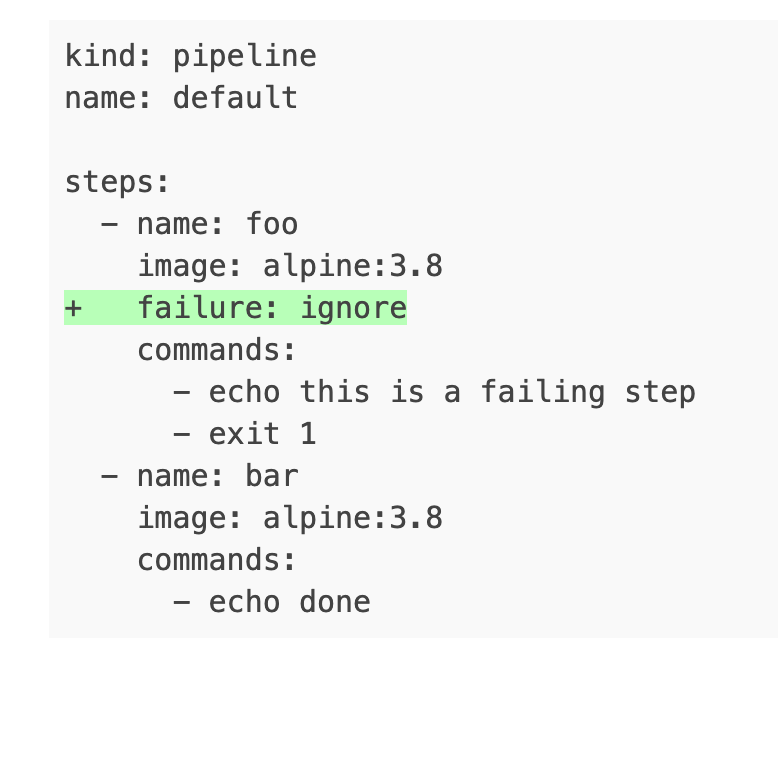 kind: pipeline
name: default

steps:
  - name: foo
    image: alpine:3.8
+   failure: ignore
    commands:
      - echo this is a failing step
      - exit 1
  - name: bar
    image: alpine:3.8
    commands:
      - echo done